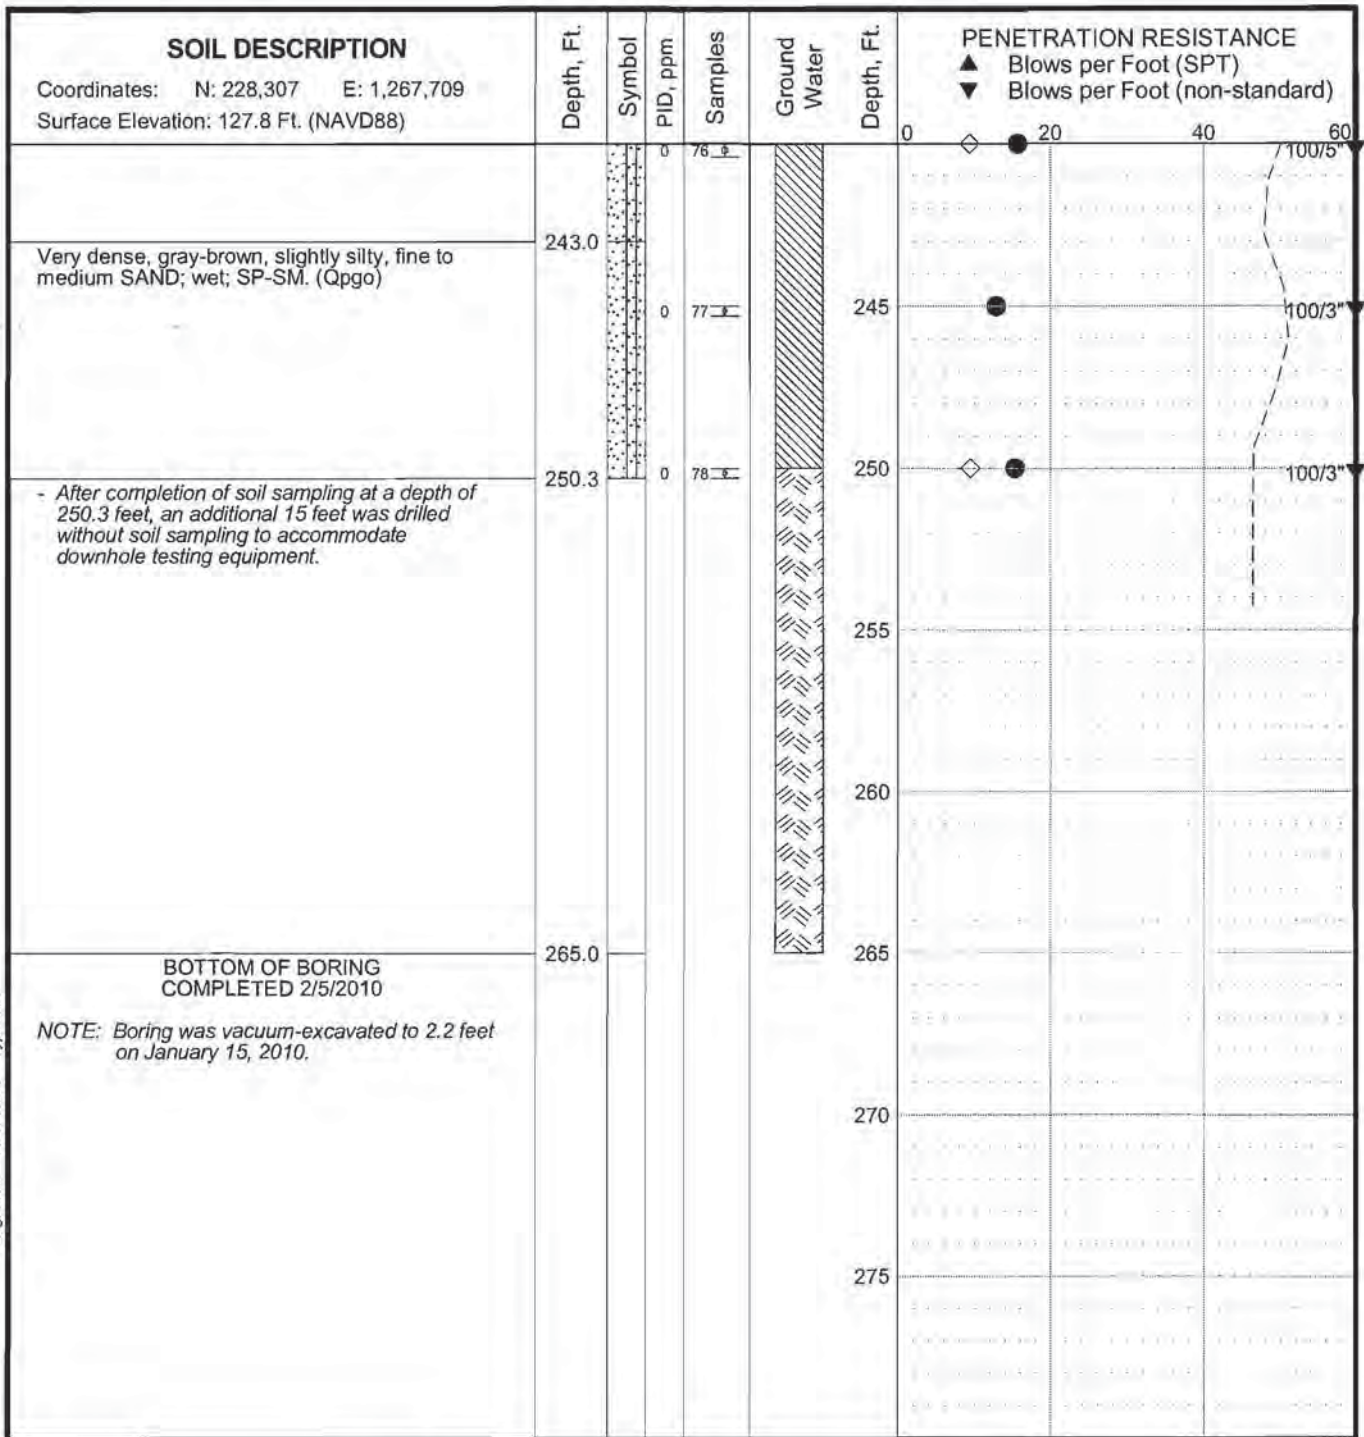 SOIL DESCRIPTION
Coordinates: N: 228,307 E: 1,267,709
Surface Elevation: 127.8 Ft. (NAVD88)
Depth, Ft.
Symbol
PID, ppm.
Samples
Ground
Water
Depth, Ft.
PENETRATION RESISTANCE
▲ Blows per Foot (SPT)
▼ Blows per Foot (non-standard)
0 20 40 60
0 76 100/5"
243.0
Very dense, gray-brown, slightly silty, fine to
medium SAND; wet; SP-SM. (Qpgo)
0 77 245 100/3"
0 78 250 100/3"
250.3
- After completion of soil sampling at a depth of
250.3 feet, an additional 15 feet was drilled
without soil sampling to accommodate
downhole testing equipment.
255
260
265.0 265
BOTTOM OF BORING
COMPLETED 2/5/2010
NOTE: Boring was vacuum-excavated to 2.2 feet
on January 15, 2010.
270
275